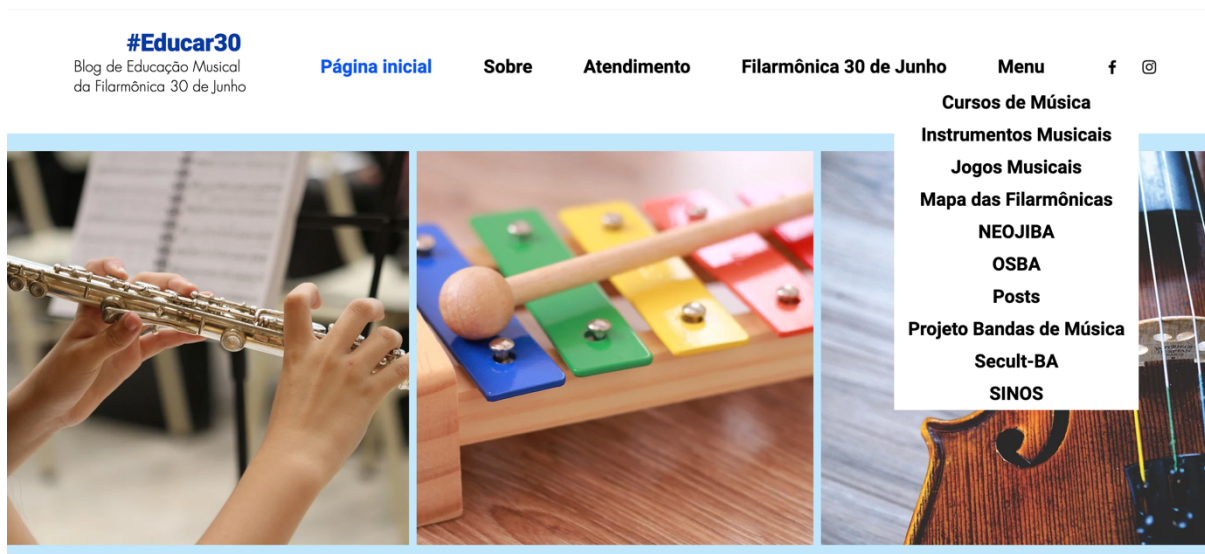 #Educar30
Blog de Educação Musical
da Filarmônica 30 de Junho
Página inicial
Sobre
Atendimento
Filarmônica 30 de Junho
Menu
Cursos de Música
Instrumentos Musicais
Jogos Musicais
Mapa das Filarmônicas
NEOJIBA
OSBA
Posts
Projeto Bandas de Música
Secult-BA
SINOS